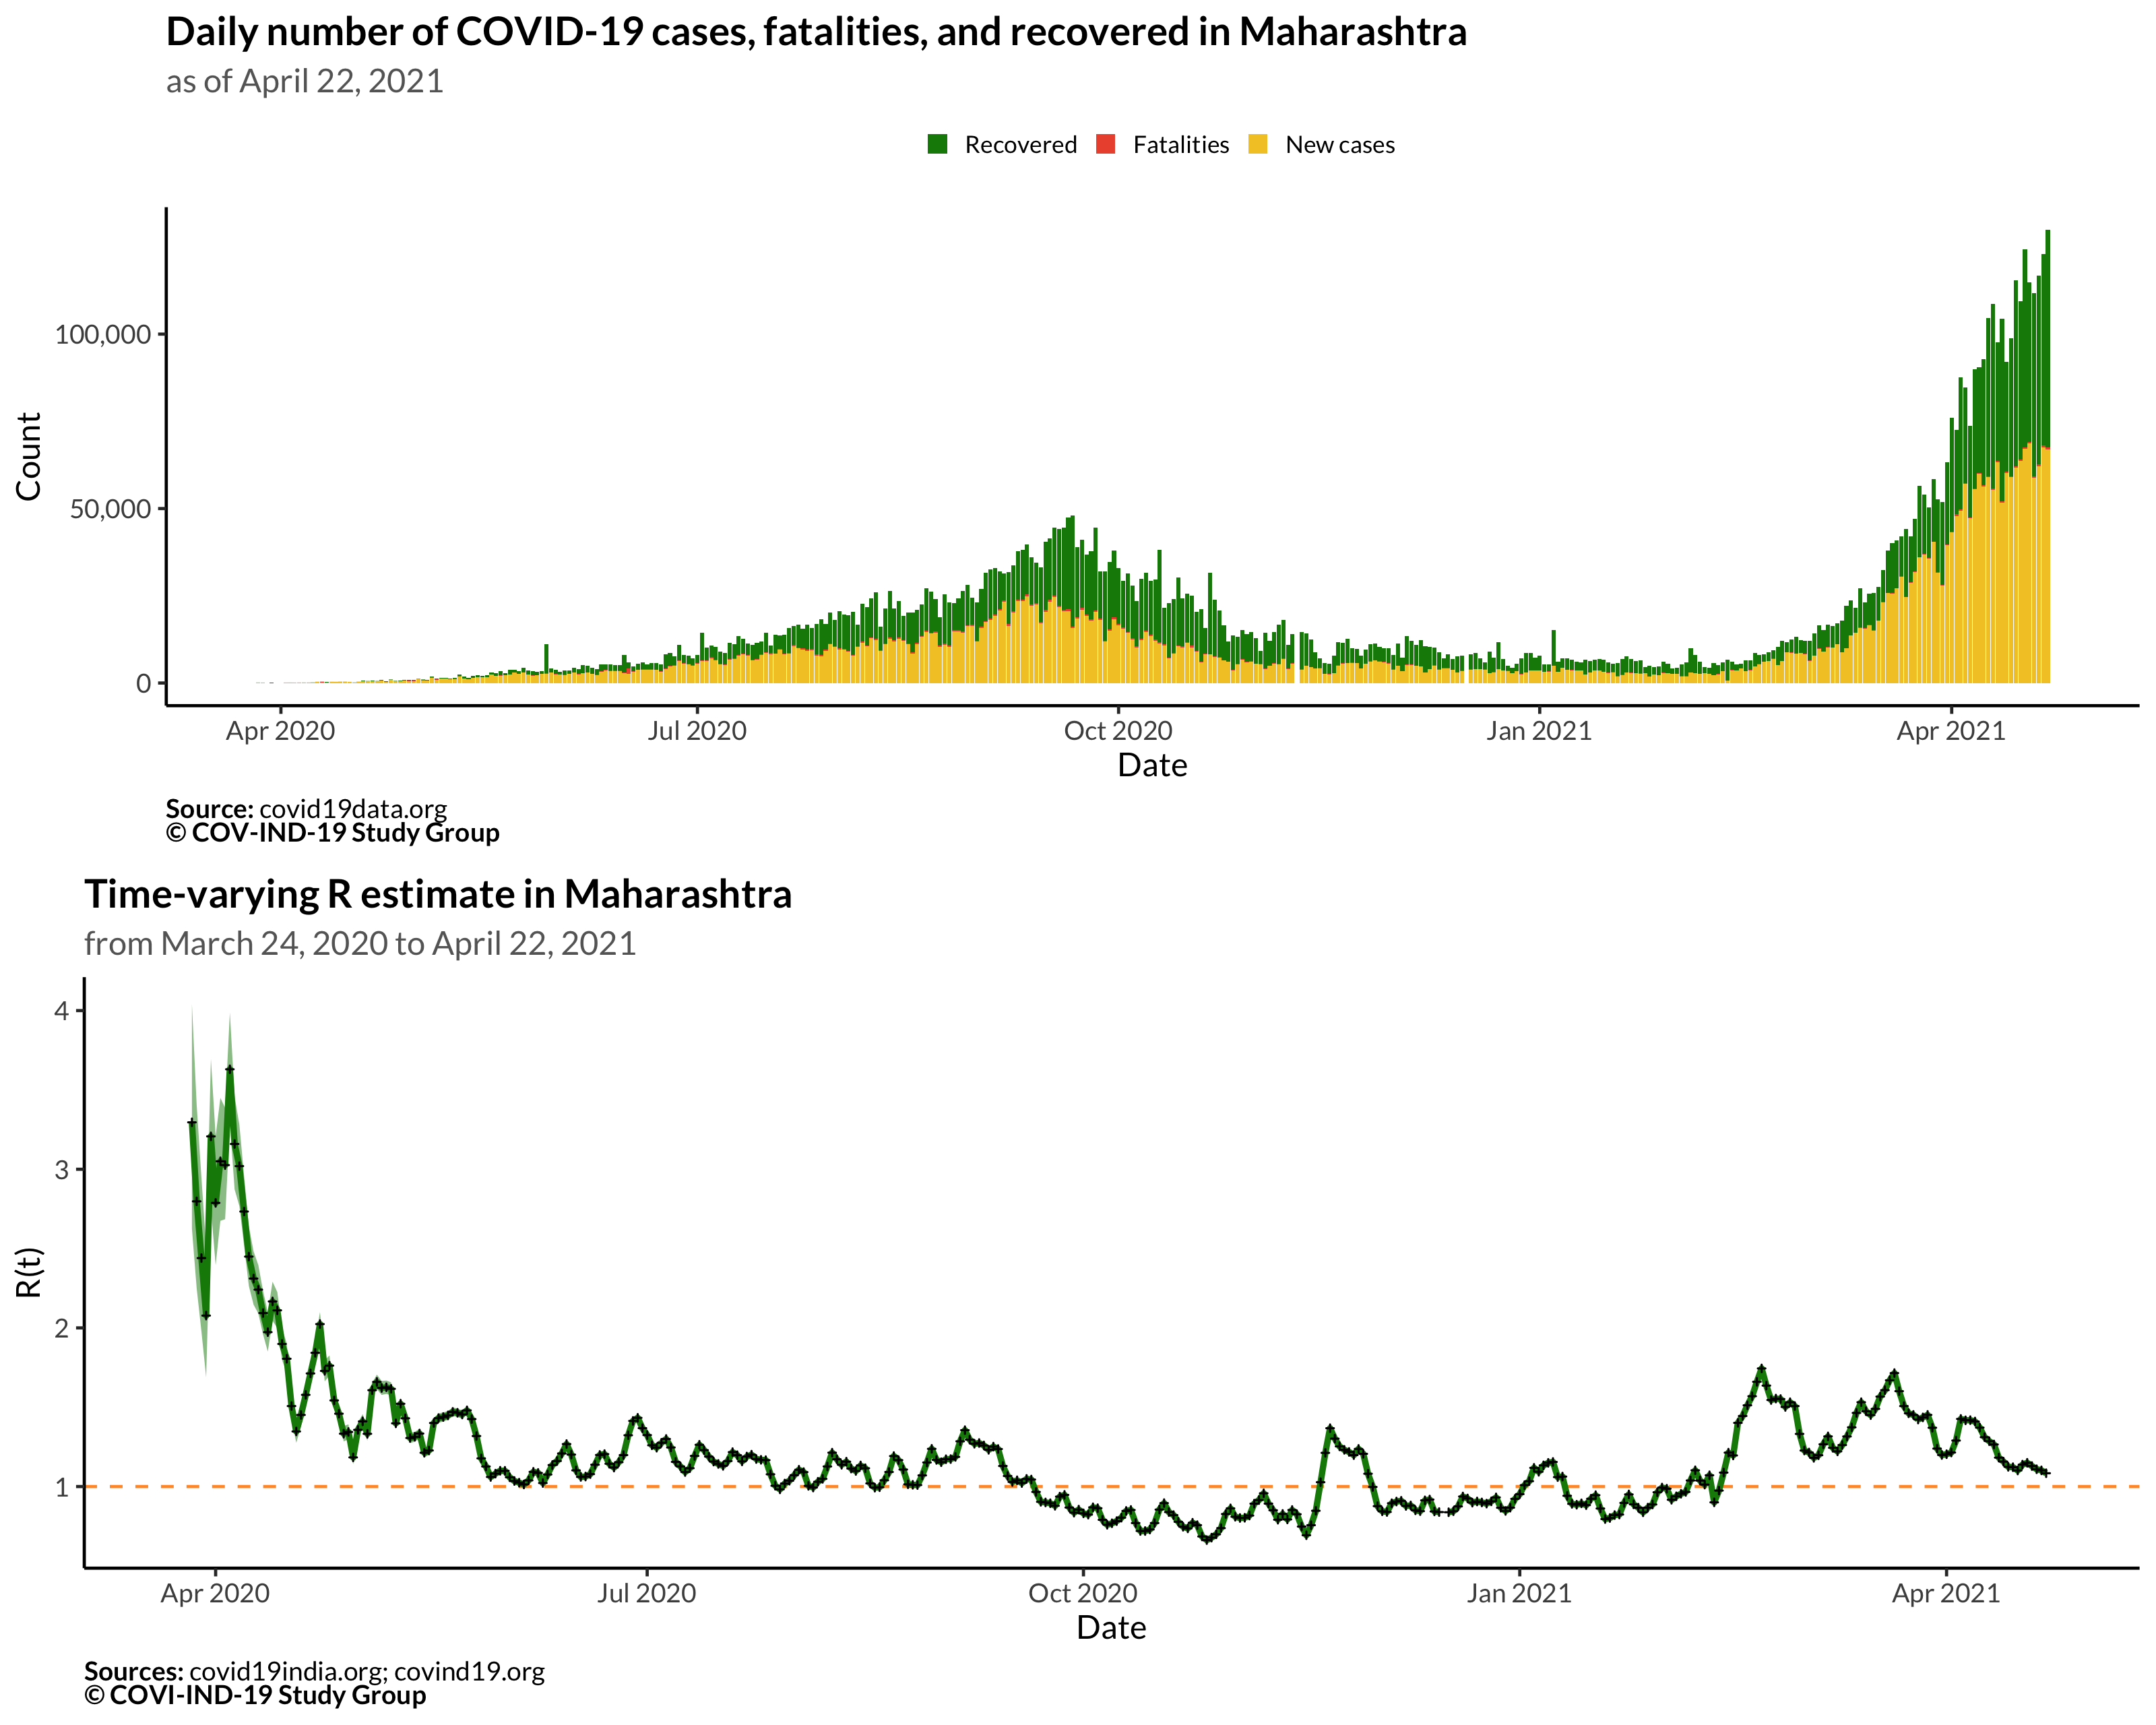 Daily number of COVID-19 cases, fatalities, and recovered in Maharashtra
as of April 22, 2021
Recovered Fatalities New cases
Count
100,000
50,000
0
Apr 2020 Jul 2020 Oct 2020 Jan 2021 Apr 2021
Date
Source: covid19data.org
© COV-IND-19 Study Group
Time-varying R estimate in Maharashtra
from March 24, 2020 to April 22, 2021
R(t)
4
3
2
1
Apr 2020 Jul 2020 Oct 2020 Jan 2021 Apr 2021
Date
Sources: covid19india.org; covind19.org
© COVI-IND-19 Study Group